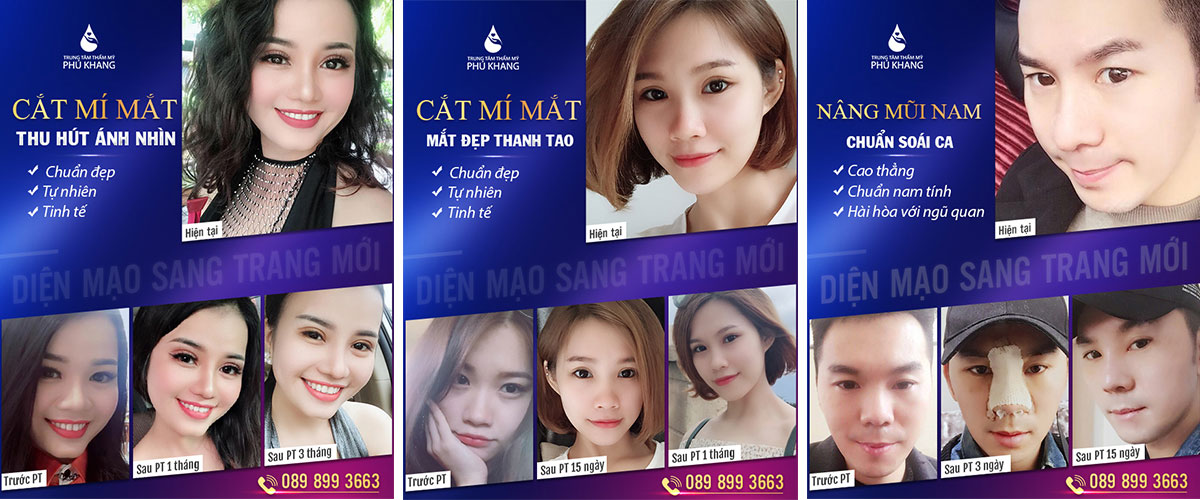 TRUNG TÂM THẨM MỸ
PHÚ KHANG
CẮT MÍ MẮT
THU HÚT ÁNH NHÌN
Chuẩn đẹp
Tự nhiên
Tinh tế
Hiện tại
DIỆN MẠO SANG TRANG MỚI
Trước PT
Sau PT 1 tháng
Sau PT 3 tháng
089 899 3663
TRUNG TÂM THẨM MỸ
PHÚ KHANG
CẮT MÍ MẮT
MẮT ĐẸP THANH TAO
Chuẩn đẹp
Tự nhiên
Tinh tế
Hiện tại
DIỆN MẠO SANG TRANG MỚI
Trước PT
Sau PT 15 ngày
Sau PT 1 tháng
089 899 3663
TRUNG TÂM THẨM MỸ
PHÚ KHANG
NÂNG MŨI NAM
CHUẨN SOÁI CA
Cao thẳng
Chuẩn nam tính
Hài hòa với ngũ quan
Hiện tại
DIỆN MẠO SANG TRANG MỚI
Trước PT
Sau PT 3 ngày
Sau PT 15 ngày
089 899 3663